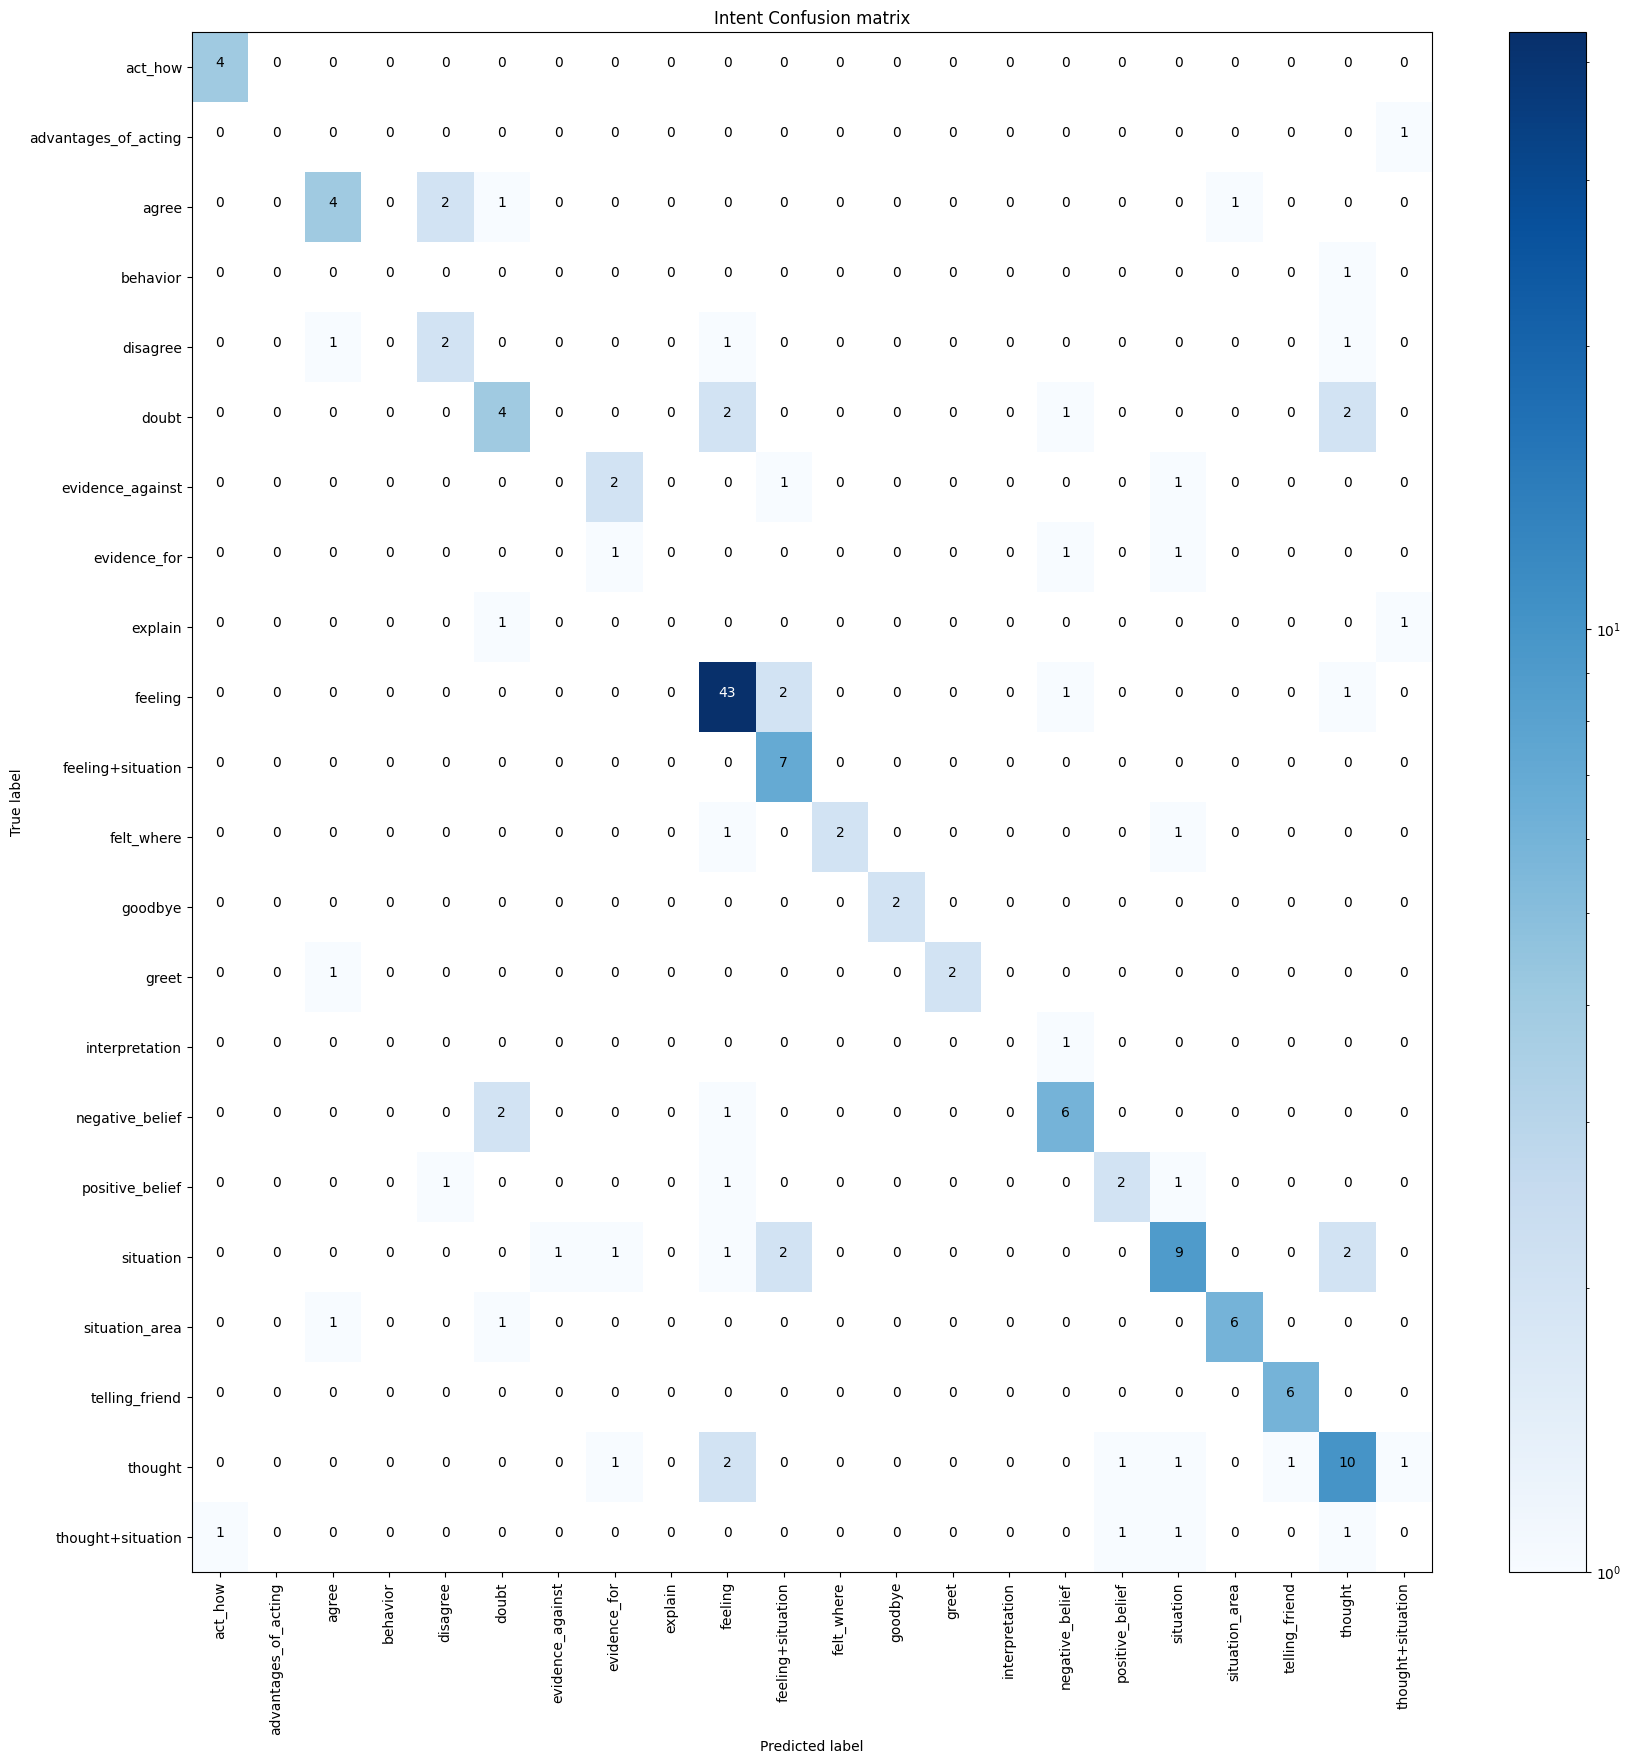 Intent Confusion matrix
act_how 4 0 0 0 0 0 0 0 0 0 0 0 0 0 0 0 0 0 0 0 0 0
advantages_of_acting 0 0 0 0 0 0 0 0 0 0 0 0 0 0 0 0 0 0 0 0 0 1
agree 0 0 4 0 2 1 0 0 0 0 0 0 0 0 0 0 0 0 1 0 0 0
behavior 0 0 0 0 0 0 0 0 0 0 0 0 0 0 0 0 0 0 0 0 1 0
disagree 0 0 1 0 2 0 0 0 0 1 0 0 0 0 0 0 0 0 0 0 1 0
doubt 0 0 0 0 0 4 0 0 0 2 0 0 0 0 0 1 0 0 0 0 2 0
evidence_against 0 0 0 0 0 0 0 2 0 0 1 0 0 0 0 0 0 1 0 0 0 0
evidence_for 0 0 0 0 0 0 0 1 0 0 0 0 0 0 0 1 0 1 0 0 0 0
explain 0 0 0 0 0 1 0 0 0 0 0 0 0 0 0 0 0 0 0 0 0 1
feeling 0 0 0 0 0 0 0 0 0 43 2 0 0 0 0 1 0 0 0 0 1 0
feeling+situation 0 0 0 0 0 0 0 0 0 0 7 0 0 0 0 0 0 0 0 0 0 0
felt_where 0 0 0 0 0 0 0 0 0 1 0 2 0 0 0 0 0 1 0 0 0 0
goodbye 0 0 0 0 0 0 0 0 0 0 0 0 2 0 0 0 0 0 0 0 0 0
greet 0 0 1 0 0 0 0 0 0 0 0 0 0 2 0 0 0 0 0 0 0 0
interpretation 0 0 0 0 0 0 0 0 0 0 0 0 0 0 0 1 0 0 0 0 0 0
negative_belief 0 0 0 0 0 2 0 0 0 1 0 0 0 0 0 6 0 0 0 0 0 0
positive_belief 0 0 0 0 1 0 0 0 0 1 0 0 0 0 0 0 2 1 0 0 0 0
situation 0 0 0 0 0 0 1 1 0 1 2 0 0 0 0 0 0 9 0 0 2 0
situation_area 0 0 1 0 0 1 0 0 0 0 0 0 0 0 0 0 0 0 6 0 0 0
telling_friend 0 0 0 0 0 0 0 0 0 0 0 0 0 0 0 0 0 0 0 6 0 0
thought 0 0 0 0 0 0 0 1 0 2 0 0 0 0 0 0 1 1 0 1 10 1
thought+situation 1 0 0 0 0 0 0 0 0 0 0 0 0 0 0 0 1 1 0 0 1 0
True label
act_how
advantages_of_acting
agree
behavior
disagree
doubt
evidence_against
evidence_for
explain
feeling
feeling+situation
felt_where
goodbye
greet
interpretation
negative_belief
positive_belief
situation
situation_area
telling_friend
thought
thought+situation
Predicted label
10¹
10⁰